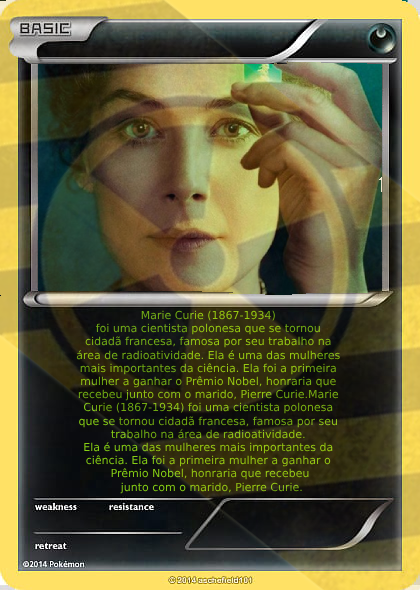 BASIC
1
Marie Curie (1867-1934)
foi uma cientista polonesa que se tornou
cidadã francesa, famosa por seu trabalho na
área de radioatividade. Ela é uma das mulheres
mais importantes da ciência. Ela foi a primeira
mulher a ganhar o Prêmio Nobel, honraria que
recebeu junto com o marido, Pierre Curie.Marie
Curie (1867-1934) foi uma cientista polonesa
que se tornou cidadã francesa, famosa por seu
trabalho na área de radioatividade.
Ela é uma das mulheres mais importantes da
ciência. Ela foi a primeira mulher a ganhar o
Prêmio Nobel, honraria que recebeu
junto com o marido, Pierre Curie.
weakness resistance
retreat
©2014 Pokémon
© 2014 aschefield101